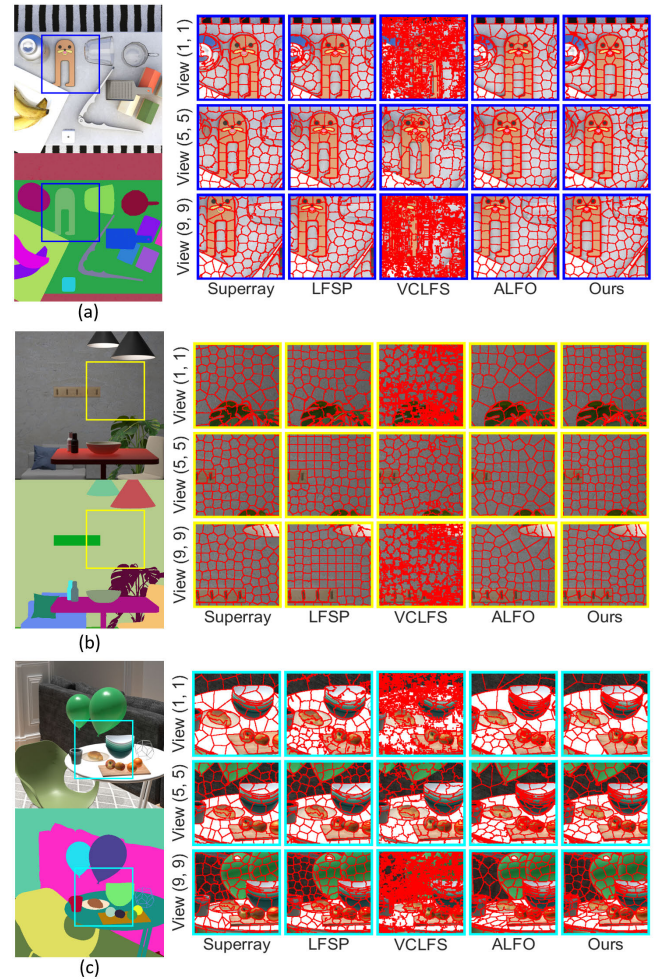 (a)
View (1, 1)
View (5, 5)
View (9, 9)
Superray LFSP VCLFS ALFO Ours
(b)
View (1, 1)
View (5, 5)
View (9, 9)
Superray LFSP VCLFS ALFO Ours
(c)
View (1, 1)
View (5, 5)
View (9, 9)
Superray LFSP VCLFS ALFO Ours